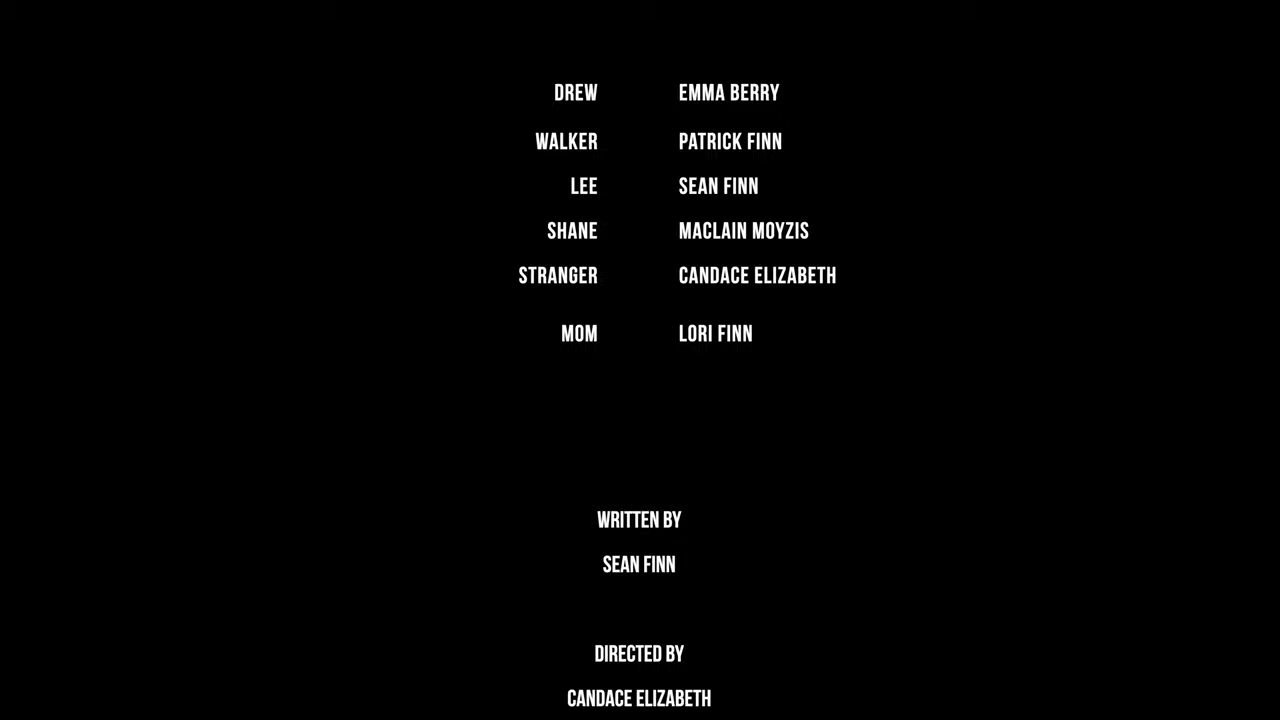 DREW EMMA BERRY
WALKER PATRICK FINN
LEE SEAN FINN
SHANE MACLAIN MOYZIS
STRANGER CANDACE ELIZABETH
MOM LORI FINN
WRITTEN BY
SEAN FINN
DIRECTED BY
CANDACE ELIZABETH